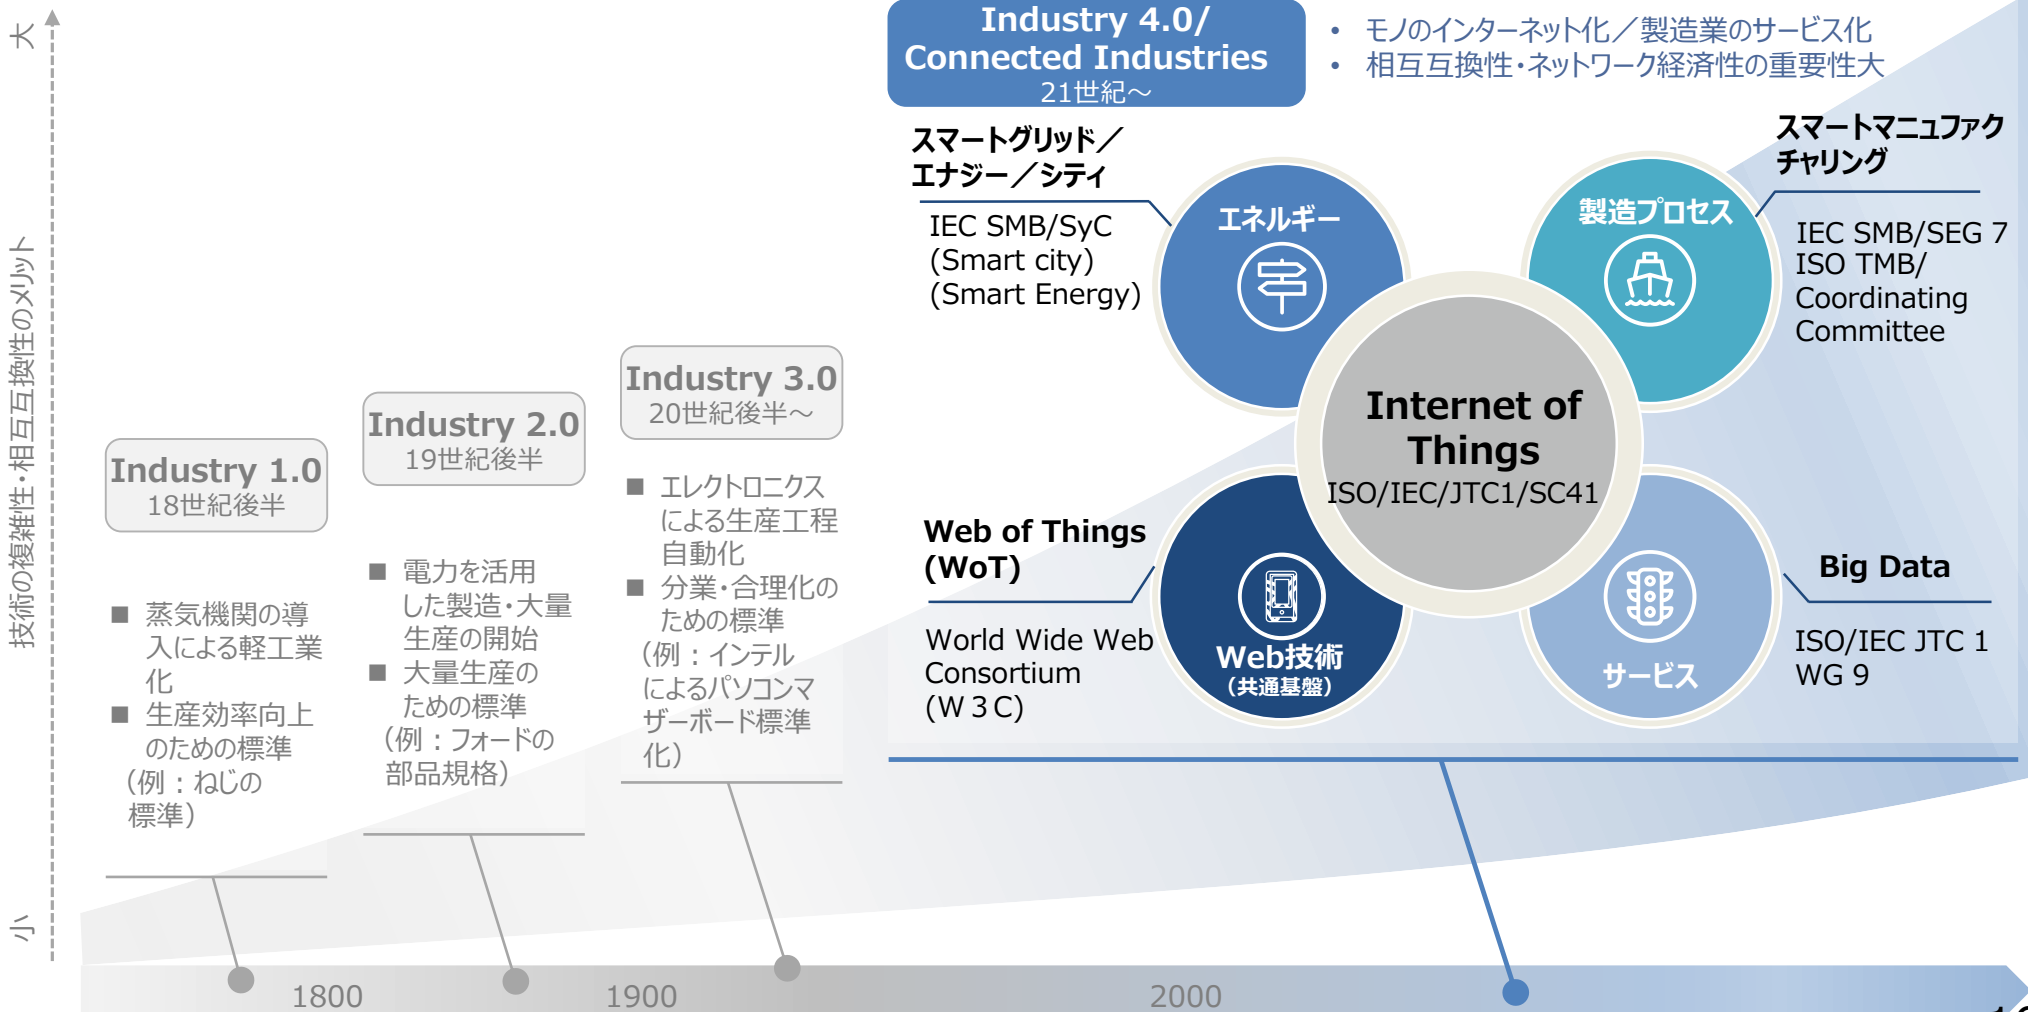 大
技術の複雑性・相互互換性のメリット
小
Industry 1.0
18世紀後半
■ 蒸気機関の導
入による軽工業
化
■ 生産効率向上
のための標準
（例：ねじの
標準）
Industry 2.0
19世紀後半
■ 電力を活用
した製造・大量
生産の開始
■ 大量生産の
ための標準
（例：フォードの
部品規格）
Industry 3.0
20世紀後半～
■ エレクトロニクス
による生産工程
自動化
■ 分業・合理化の
ための標準
（例：インテル
によるパソコンマ
ザーボード標準
化）
Industry 4.0/
Connected Industries
21世紀～
• モノのインターネット化／製造業のサービス化
• 相互互換性・ネットワーク経済性の重要性大
スマートグリッド／
エナジー／シティ
IEC SMB/SyC
(Smart city)
(Smart Energy)
エネルギー
製造プロセス
スマートマニュファク
チャリング
IEC SMB/SEG 7
ISO TMB/
Coordinating
Committee
Internet of
Things
ISO/IEC/JTC1/SC41
Web of Things
(WoT)
World Wide Web
Consortium
(W３C)
Web技術
（共通基盤）
サービス
Big Data
ISO/IEC JTC 1
WG 9
1800
1900
2000